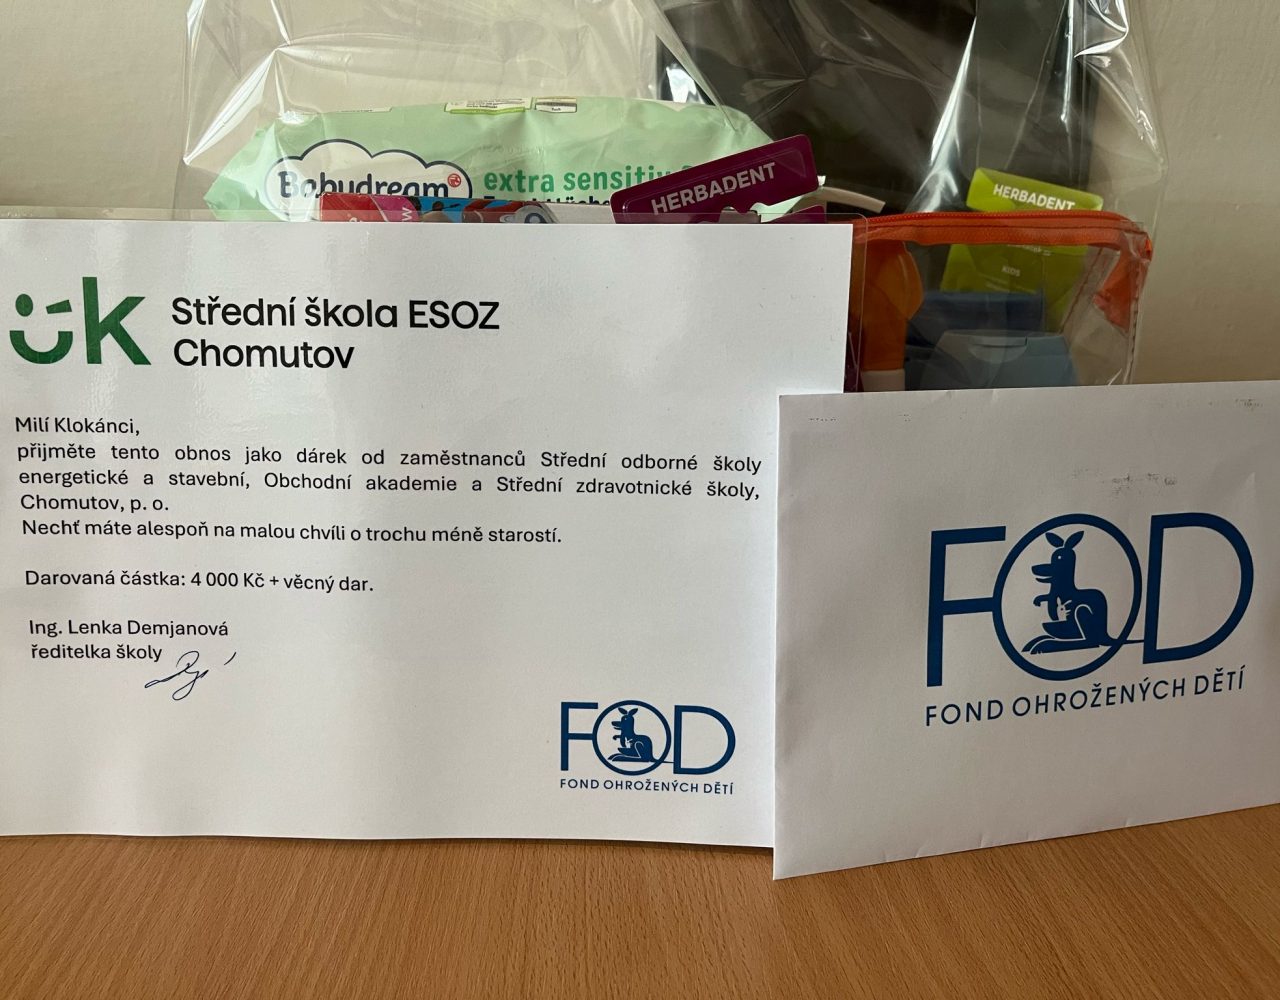 Babydream
extra sensitiv
HERBADENT
HERBADENT
KIDS
Střední škola ESOZ
Chomutov
Milí Klokánci,
přijměte tento obnos jako dárek od zaměstnanců Střední odborné školy
energetické a stavební, Obchodní akademie a Střední zdravotnické školy,
Chomutov, p. o.
Nechť máte alespoň na malou chvíli o trochu méně starostí.
Darovaná částka: 4 000 Kč + věcný dar.
Ing. Lenka Demjanová
ředitelka školy
FOD
FOND OHROŽENÝCH DĚTÍ
FOD
FOND OHROŽENÝCH DĚTÍ